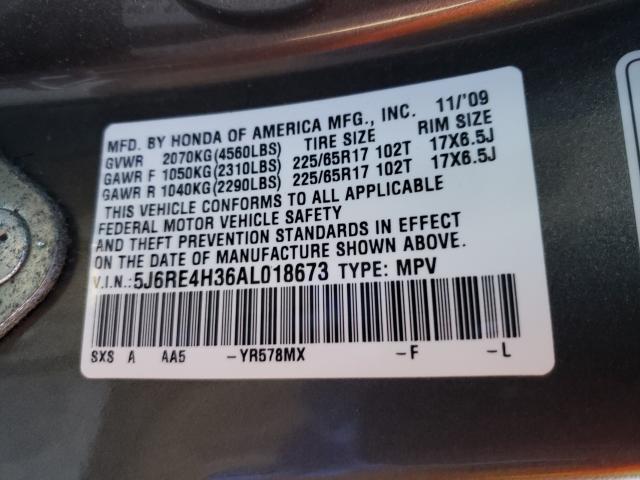 MFD. BY HONDA OF AMERICA MFG., INC. 11/'09
GVWR 2070KG(4560LBS) TIRE SIZE RIM SIZE
GAWR F 1050KG(2310LBS) 225/65R17 102T 17X6.5J
GAWR R 1040KG(2290LBS) 225/65R17 102T 17X6.5J
THIS VEHICLE CONFORMS TO ALL APPLICABLE
FEDERAL MOTOR VEHICLE SAFETY
AND THEFT PREVENTION STANDARDS IN EFFECT
ON THE DATE OF MANUFACTURE SHOWN ABOVE.
V.I.N.: 5J6RE4H36AL018673 TYPE: MPV
SXS A AA5 -YR578MX -F -L